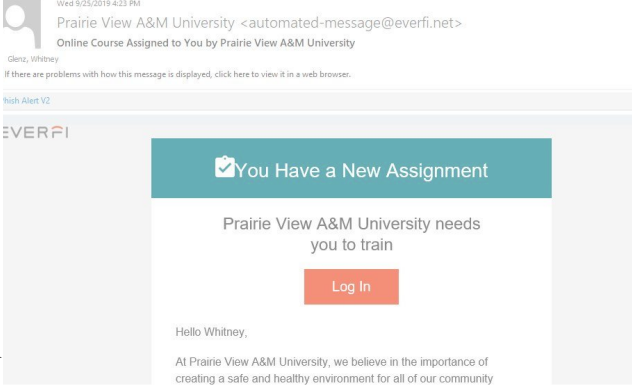 Wed 9/25/2019 4:23 PM
Prairie View A&M University <automated-message@everfi.net>
Online Course Assigned to You by Prairie View A&M University
Glenz, Whitney
If there are problems with how this message is displayed, click here to view it in a web browser.
Phish Alert V2
EVERFI
You Have a New Assignment
Prairie View A&M University needs
you to train
Log In
Hello Whitney,
At Prairie View A&M University, we believe in the importance of
creating a safe and healthy environment for all of our community